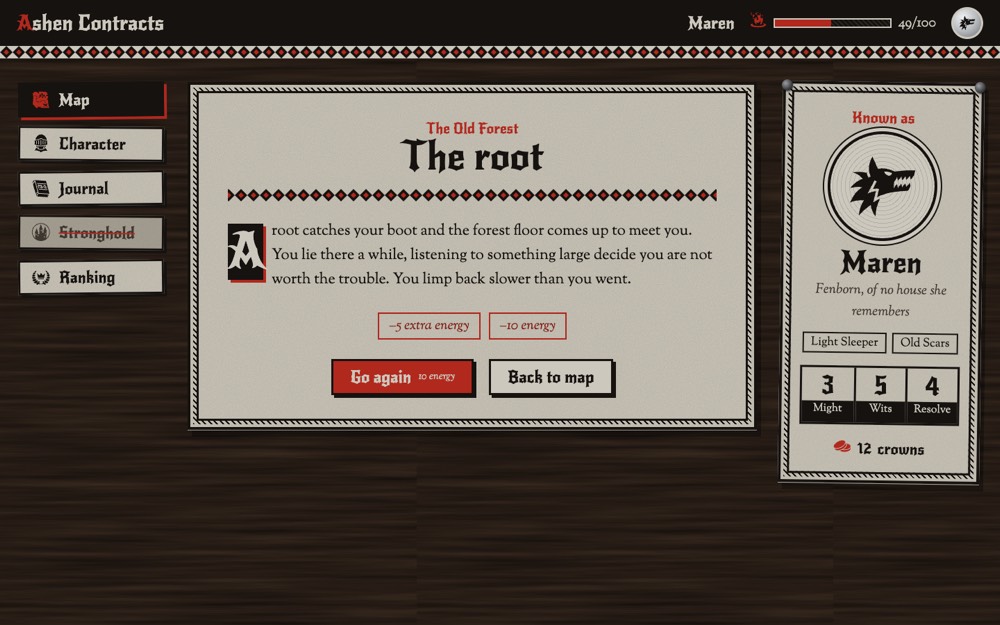 Ashen Contracts
Maren
49/100
Map
Character
Journal
Stronghold
Ranking
The Old Forest
The root
A root catches your boot and the forest floor comes up to meet you.
You lie there a while, listening to something large decide you are not
worth the trouble. You limp back slower than you went.
–5 extra energy
–10 energy
Go again 10 energy
Back to map
Known as
Maren
Fenborn, of no house she
remembers
Light Sleeper
Old Scars
3
Might
5
Wits
4
Resolve
12 crowns